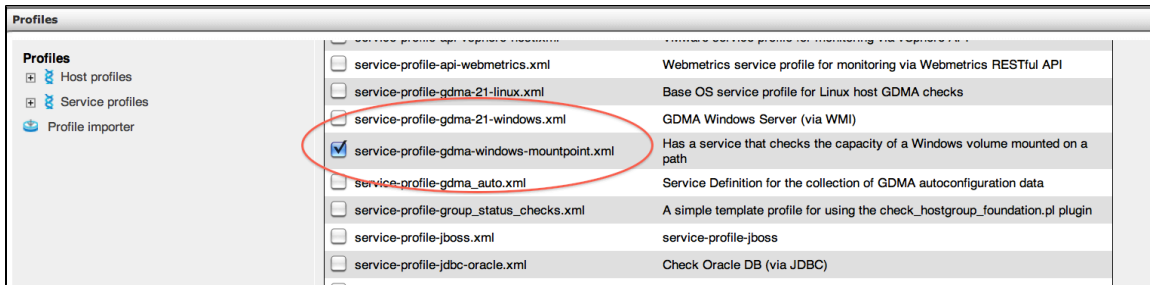 Profiles
Profiles
Host profiles
Service profiles
Profile importer
service-profile-api-webmetrics.xml Webmetrics service profile for monitoring via Webmetrics RESTful API
service-profile-gdma-21-linux.xml Base OS service profile for Linux host GDMA checks
service-profile-gdma-21-windows.xml GDMA Windows Server (via WMI)
service-profile-gdma-windows-mountpoint.xml Has a service that checks the capacity of a Windows volume mounted on a
path
service-profile-gdma_auto.xml Service Definition for the collection of GDMA autoconfiguration data
service-profile-group_status_checks.xml A simple template profile for using the check_hostgroup_foundation.pl plugin
service-profile-jboss.xml service-profile-jboss
service-profile-jdbc-oracle.xml Check Oracle DB (via JDBC)